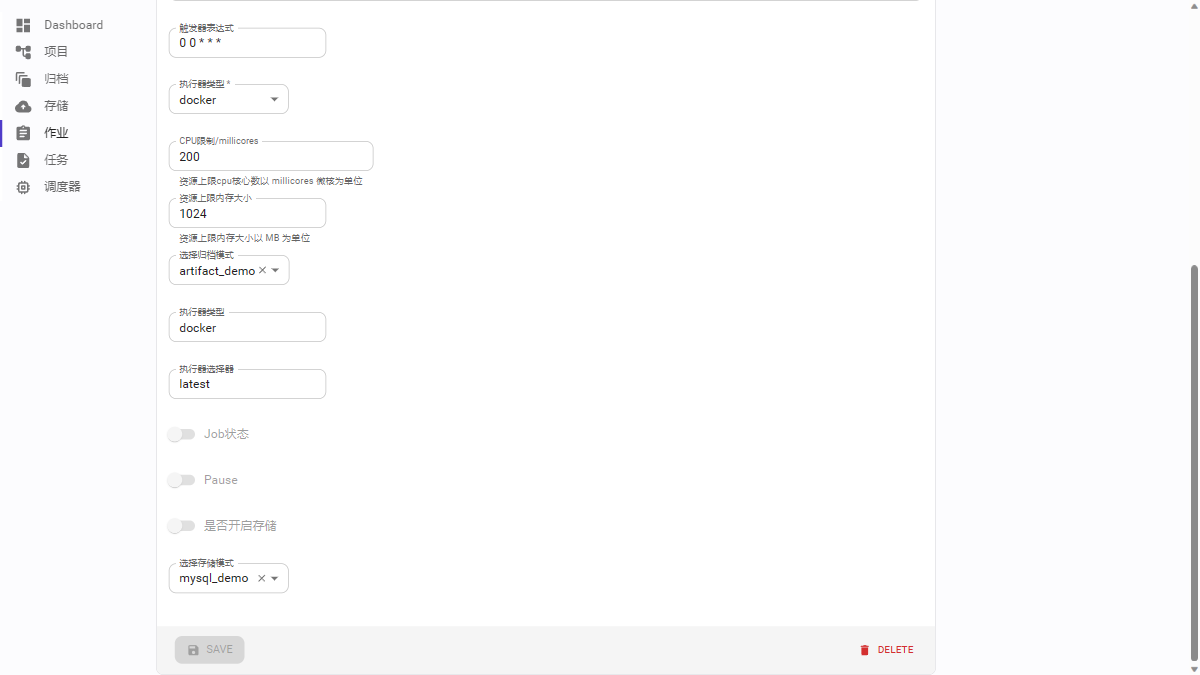 Dashboard
项目
归档
存储
作业
任务
调度器
触发器表达式
0 0 * * *
执行器类型 *
docker
CPU限制/millicores
200
资源上限cpu核心数以 millicores 微核为单位
资源上限内存大小
1024
资源上限内存大小以 MB 为单位
选择归档模式
artifact_demo
执行器类型
docker
执行器选择器
latest
Job状态
Pause
是否开启存储
选择存储模式
mysql_demo
SAVE
DELETE